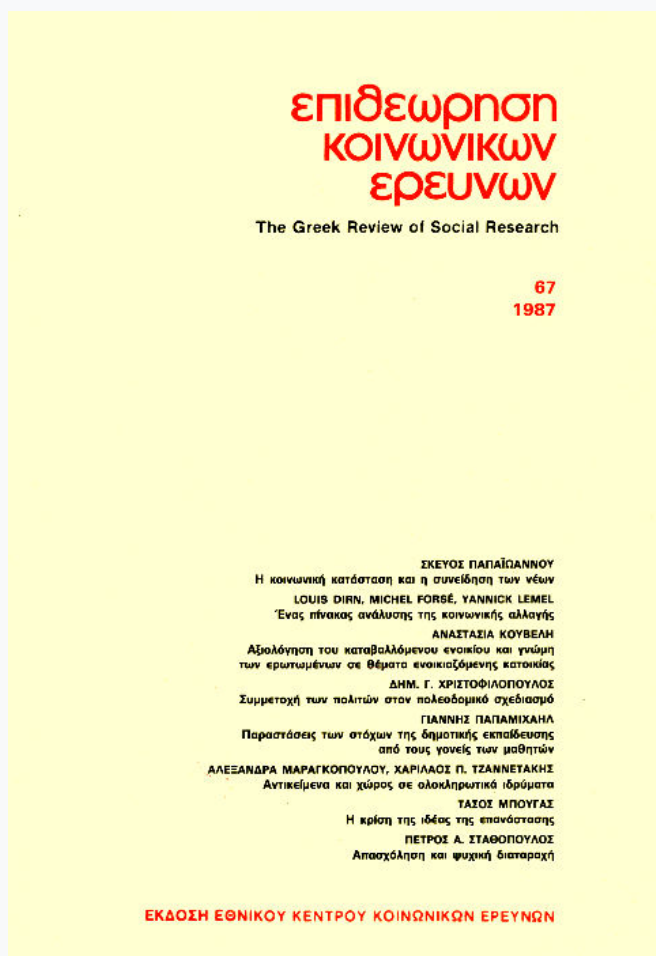 επιθεωρηση
κοινωνικων
ερευνων
The Greek Review of Social Research
67
1987
ΣΚΕΥΟΣ ΠΑΠΑΪΩΑΝΝΟΥ
Η κοινωνική κατάσταση και η συνείδηση των νέων
LOUIS DIRN, MICHEL FORSÉ, YANNICK LEMEL
Ένας πίνακας ανάλυσης της κοινωνικής αλλαγής
ΑΝΑΣΤΑΣΙΑ ΚΟΥΒΕΛΗ
Αξιολόγηση του καταβαλλόμενου ενοικίου και γνώμη
των ερωτωμένων σε θέματα ενοικιαζόμενης κατοικίας
ΔΗΜ. Γ. ΧΡΙΣΤΟΦΙΛΟΠΟΥΛΟΣ
Συμμετοχή των πολιτών στον πολεοδομικό σχεδιασμό
ΓΙΑΝΝΗΣ ΠΑΠΑΜΙΧΑΗΛ
Παραστάσεις των στόχων της δημοτικής εκπαίδευσης
από τους γονείς των μαθητών
ΑΛΕΞΑΝΔΡΑ ΜΑΡΑΓΚΟΠΟΥΛΟΥ, ΧΑΡΙΛΑΟΣ Π. ΤΖΑΝΝΕΤΑΚΗΣ
Αντικείμενα και χώρος σε ολοκληρωτικά ιδρύματα
ΤΑΣΟΣ ΜΠΟΥΓΑΣ
Η κρίση της ιδέας της επανάστασης
ΠΕΤΡΟΣ Α. ΣΤΑΘΟΠΟΥΛΟΣ
Απασχόληση και ψυχική διαταραχή
ΕΚΔΟΣΗ ΕΘΝΙΚΟΥ ΚΕΝΤΡΟΥ ΚΟΙΝΩΝΙΚΩΝ ΕΡΕΥΝΩΝ